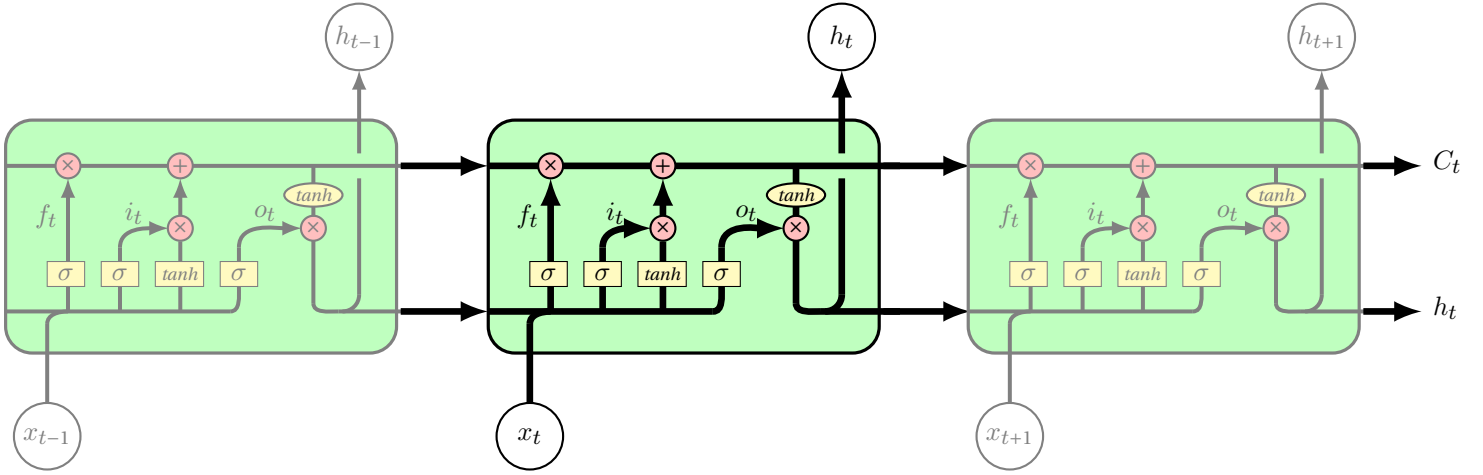 h_{t−1} h_t h_{t+1}
× + × + × + C_t
tanh tanh tanh
f_t i_t × o_t × f_t i_t × o_t × f_t i_t × o_t ×
σ σ tanh σ σ σ tanh σ σ σ tanh σ
h_t
x_{t−1} x_t x_{t+1}